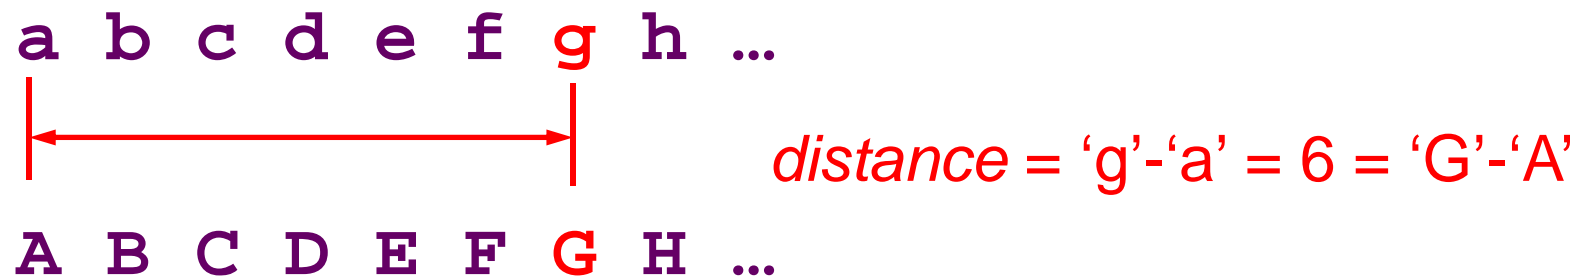 a b c d e f g h …
distance = ‘g’-‘a’ = 6 = ‘G’-‘A’
A B C D E F G H …